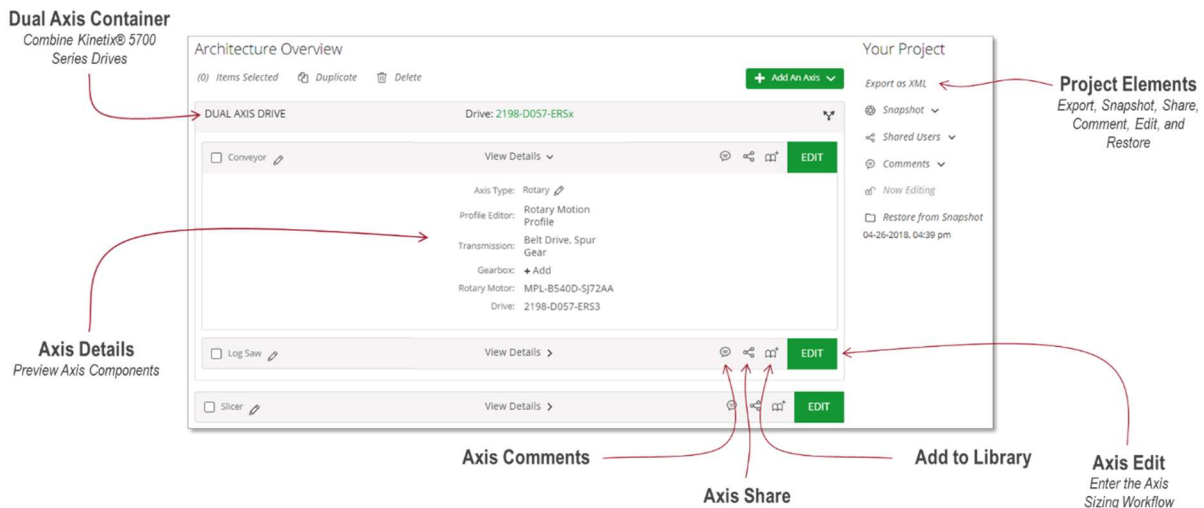 Dual Axis Container
Combine Kinetix® 5700
Series Drives
Architecture Overview
(0) Items Selected
Duplicate
Delete
Add An Axis
DUAL AXIS DRIVE
Drive: 2198-D057-ERSx
Conveyor
View Details
EDIT
Axis Type: Rotary
Profile Editor: Rotary Motion
Profile
Transmission: Belt Drive, Spur
Gear
Gearbox: + Add
Rotary Motor: MPL-B540D-SJ72AA
Drive: 2198-D057-ERS3
Log Saw
View Details
EDIT
Slicer
View Details
EDIT
Your Project
Export as XML
Snapshot
Shared Users
Comments
Now Editing
Restore from Snapshot
04-26-2018, 04:39 pm
Project Elements
Export, Snapshot, Share,
Comment, Edit, and
Restore
Axis Details
Preview Axis Components
Axis Comments
Axis Share
Add to Library
Axis Edit
Enter the Axis
Sizing Workflow